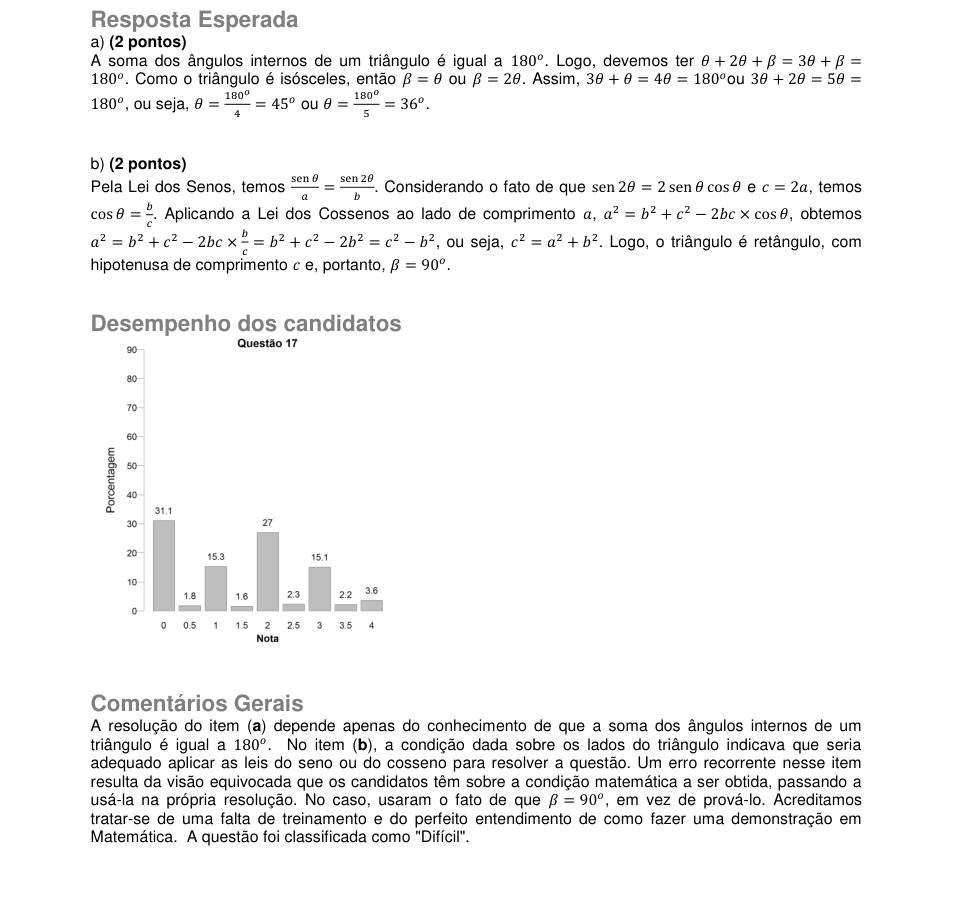 Resposta Esperada
a) (2 pontos)
A soma dos ângulos internos de um triângulo é igual a 180º. Logo, devemos ter θ + 2θ + β = 3θ + β =
180º. Como o triângulo é isósceles, então β = θ ou β = 2θ. Assim, 3θ + θ = 4θ = 180ºou 3θ + 2θ = 5θ =
180º, ou seja, θ = 180º/4 = 45º ou θ = 180º/5 = 36º.
b) (2 pontos)
Pela Lei dos Senos, temos sen θ/a = sen 2θ/b. Considerando o fato de que sen 2θ = 2 sen θ cos θ e c = 2a, temos
cos θ = b/c. Aplicando a Lei dos Cossenos ao lado de comprimento a, a² = b² + c² − 2bc × cos θ, obtemos
a² = b² + c² − 2bc × b/c = b² + c² − 2b² = c² − b², ou seja, c² = a² + b². Logo, o triângulo é retângulo, com
hipotenusa de comprimento c e, portanto, β = 90º.
Desempenho dos candidatos
Questão 17
90
80
70
60
50
40
30
20
10
0
Porcentagem
31.1
1.8
15.3
1.6
27
2.3
15.1
2.2
3.6
0 0.5 1 1.5 2 2.5 3 3.5 4
Nota
Comentários Gerais
A resolução do item (a) depende apenas do conhecimento de que a soma dos ângulos internos de um
triângulo é igual a 180º. No item (b), a condição dada sobre os lados do triângulo indicava que seria
adequado aplicar as leis do seno ou do cosseno para resolver a questão. Um erro recorrente nesse item
resulta da visão equivocada que os candidatos têm sobre a condição matemática a ser obtida, passando a
usá-la na própria resolução. No caso, usaram o fato de que β = 90º, em vez de prová-lo. Acreditamos
tratar-se de uma falta de treinamento e do perfeito entendimento de como fazer uma demonstração em
Matemática. A questão foi classificada como "Difícil".